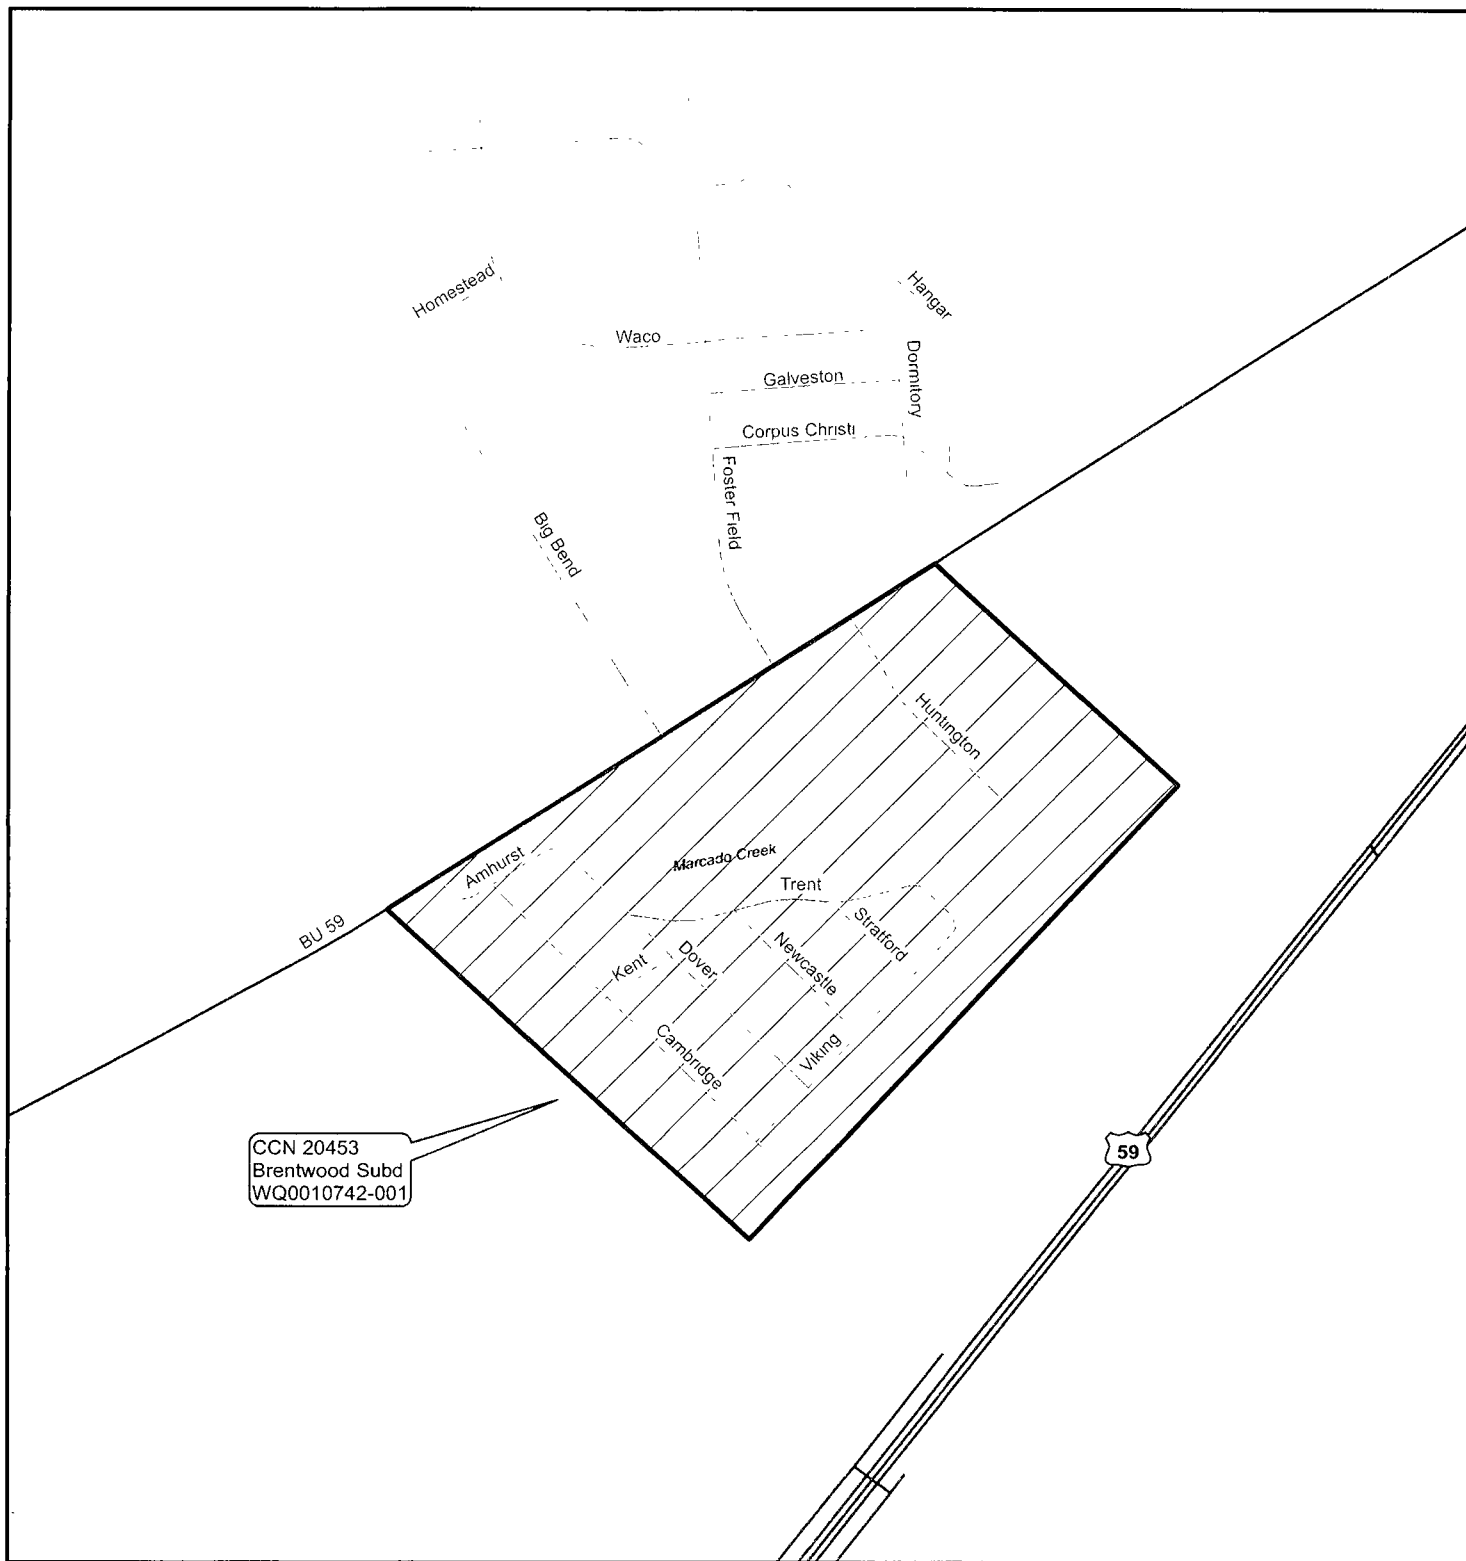 Homestead
Hangar
Waco
Dormitory
Galveston
Corpus Christi
Foster Field
Big Bend
Huntington
Amhurst
Marcado Creek
Trent
Stratford
BU 59
Newcastle
Dover
Kent
Cambridge
Viking
CCN 20453
Brentwood Subd
WQ0010742-001
59